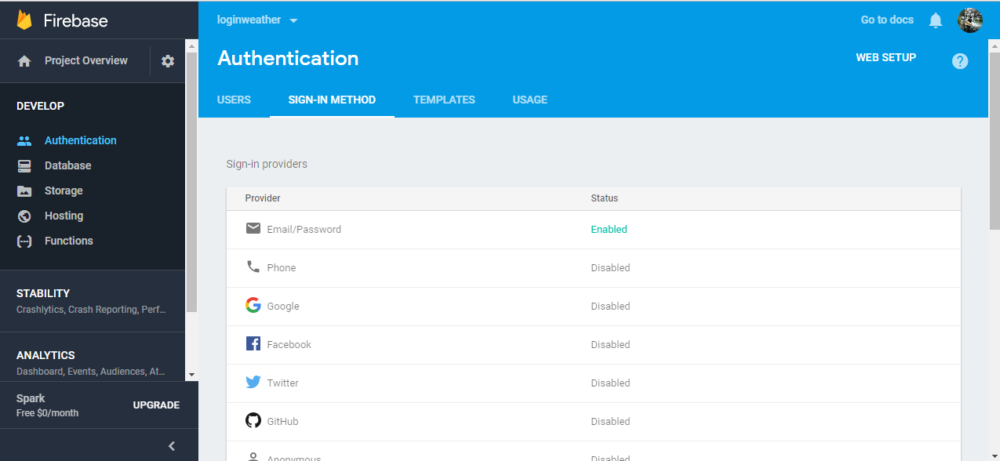 Firebase
Project Overview
DEVELOP
Authentication
Database
Storage
Hosting
Functions
STABILITY
Crashlytics, Crash Reporting, Perf...
ANALYTICS
Dashboard, Events, Audiences, At...
Spark
Free $0/month
UPGRADE
loginweather
Go to docs
Authentication
WEB SETUP
?
USERS SIGN-IN METHOD TEMPLATES USAGE
Sign-in providers
Provider Status
Email/Password Enabled
Phone Disabled
Google Disabled
Facebook Disabled
Twitter Disabled
GitHub Disabled
Anonymous Disabled